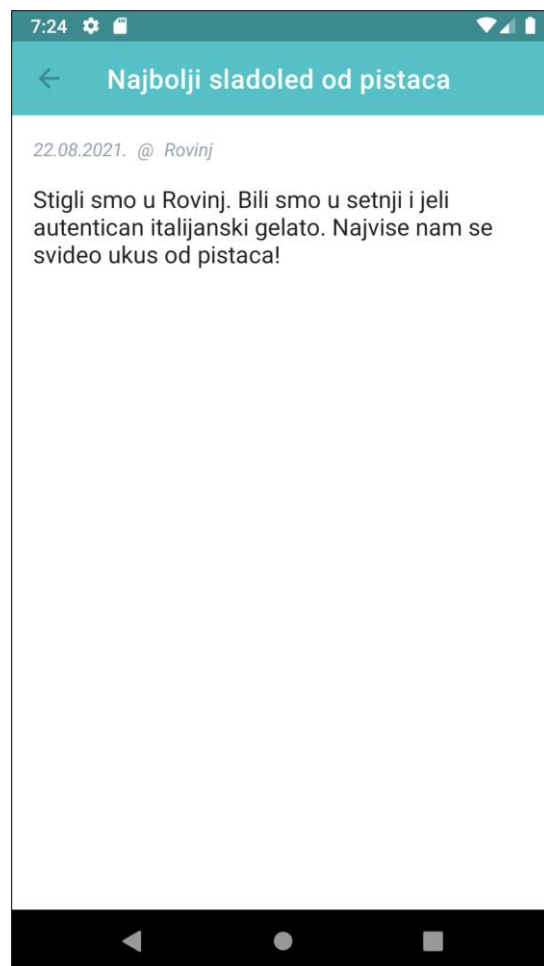 7:24
Najbolji sladoled od pistaca
22.08.2021. @ Rovinj
Stigli smo u Rovinj. Bili smo u setnji i jeli
autentican italijanski gelato. Najvise nam se
svideo ukus od pistaca!